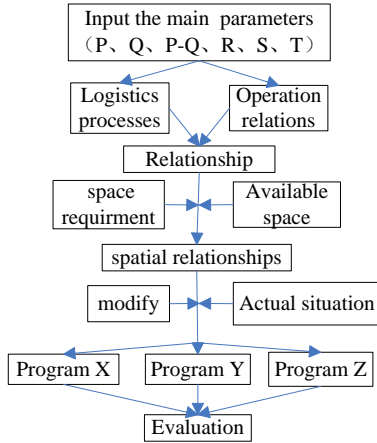 Input the main parameters
（P、Q、P-Q、R、S、T）
Logistics
processes
Operation
relations
Relationship
space
requirment
Available
space
spatial relationships
modify
Actual situation
Program X
Program Y
Program Z
Evaluation